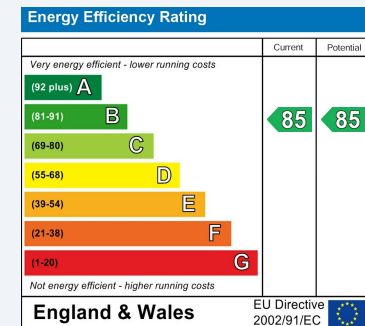 Energy Efficiency Rating
Current Potential
Very energy efficient - lower running costs
(92 plus) A
(81-91) B
85 85
(69-80) C
(55-68) D
(39-54) E
(21-38) F
(1-20) G
Not energy efficient - higher running costs
England & Wales
EU Directive
2002/91/EC